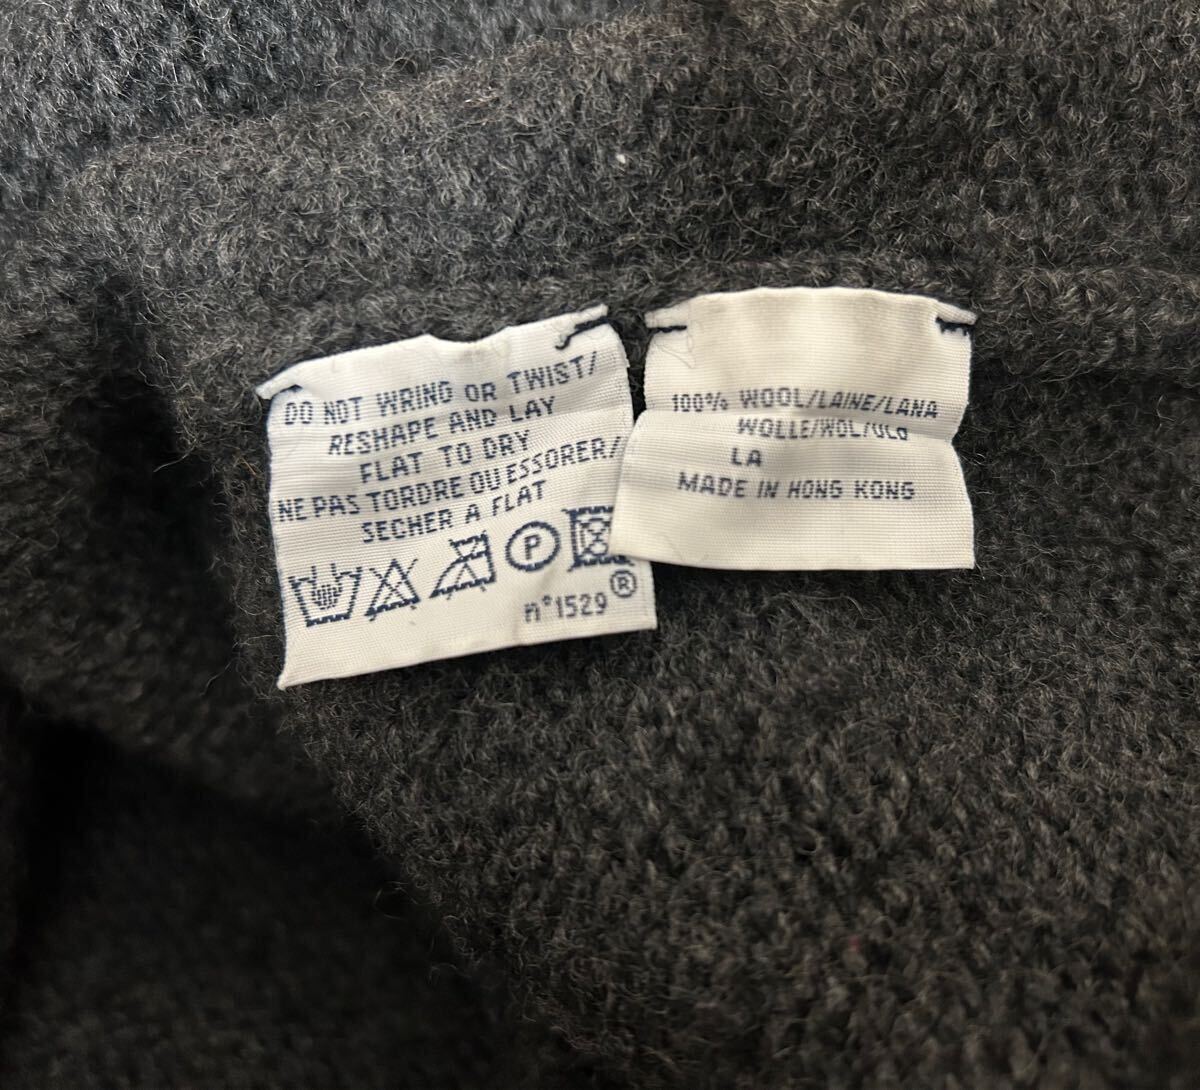 DO NOT WRING OR TWIST/
RESHAPE AND LAY
FLAT TO DRY
NE PAS TORDRE OU ESSORER/
SECHER A FLAT
P
n°1529 ®
100% WOOL/LAINE/LANA
WOLLE/WOL/ULd
LA
MADE IN HONG KONG